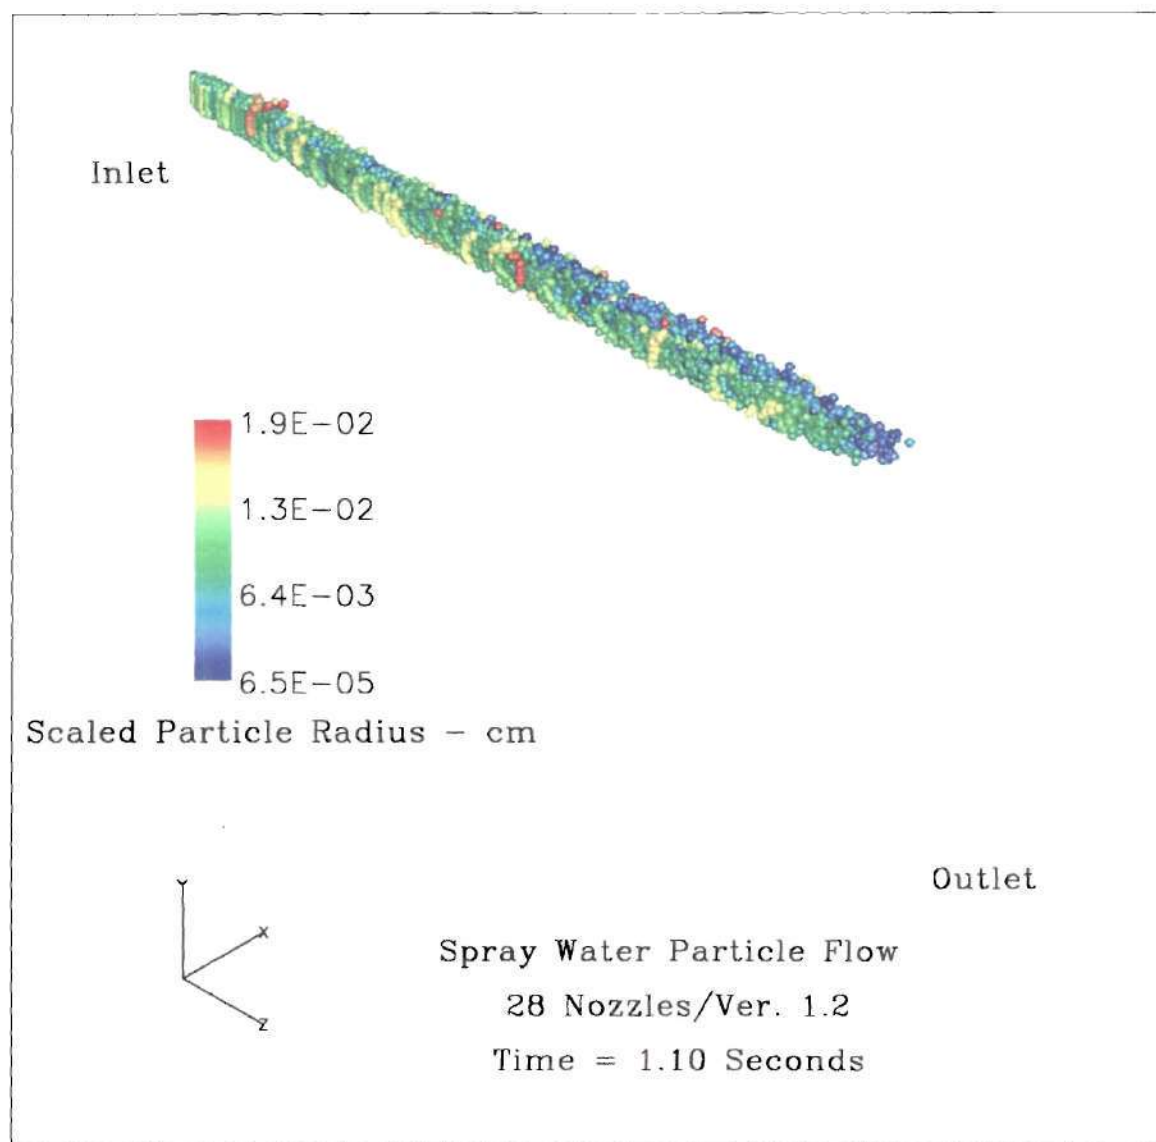 Inlet
1.9E-02
1.3E-02
6.4E-03
6.5E-05
Scaled Particle Radius - cm
Y
X
Z
Outlet
Spray Water Particle Flow
28 Nozzles/Ver. 1.2
Time = 1.10 Seconds